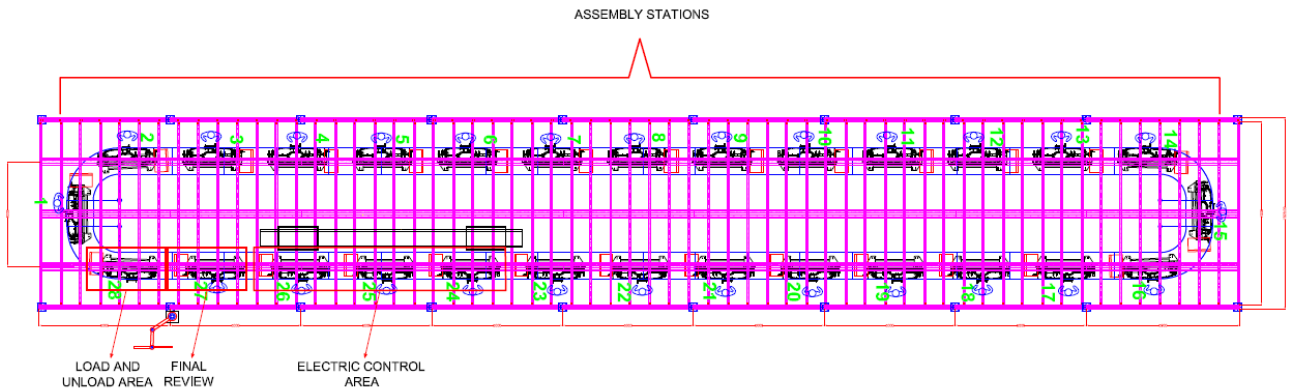 ASSEMBLY STATIONS
2 3 4 5 6 7 8 9 10 11 12 13 14
1 15
28 27 26 25 24 23 22 21 20 19 18 17 16
LOAD AND UNLOAD AREA
FINAL REVIEW
ELECTRIC CONTROL AREA